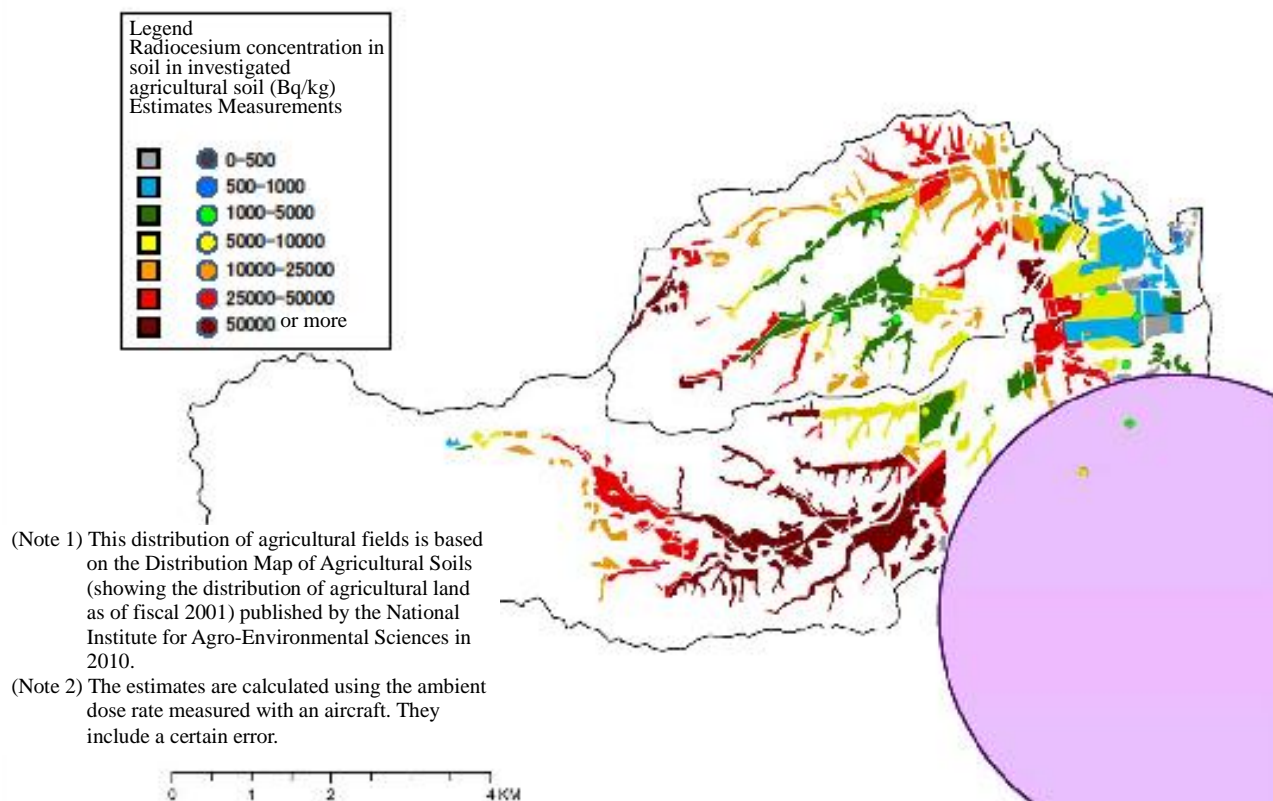 Legend
Radiocesium concentration in
soil in investigated
agricultural soil (Bq/kg)
Estimates Measurements
0-500
500-1000
1000-5000
5000-10000
10000-25000
25000-50000
50000 or more
(Note 1) This distribution of agricultural fields is based
on the Distribution Map of Agricultural Soils
(showing the distribution of agricultural land
as of fiscal 2001) published by the National
Institute for Agro-Environmental Sciences in
2010.
(Note 2) The estimates are calculated using the ambient
dose rate measured with an aircraft. They
include a certain error.
0 1 2 4 KM